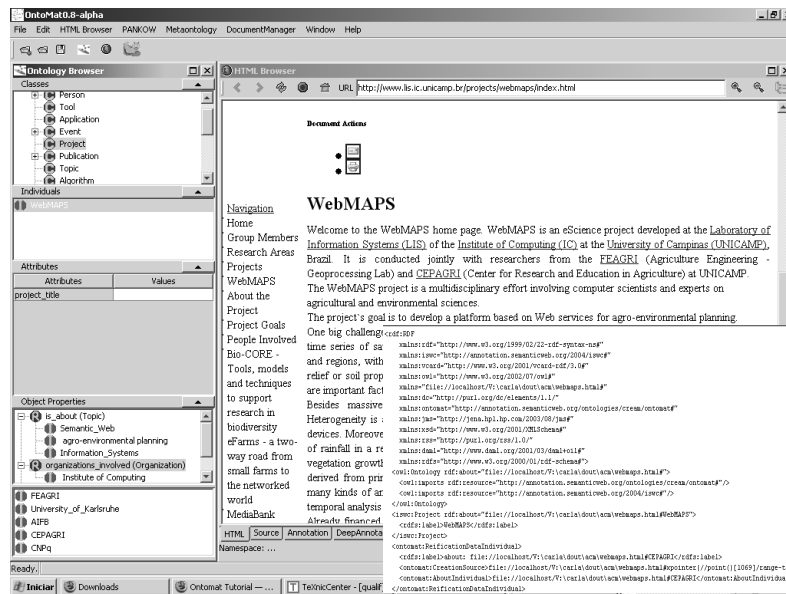 OntoMat0.8-alpha
File Edit HTML Browser PANKOW Metaontology DocumentManager Window Help
Ontology Browser
Classes
Person
Tool
Application
Event
Project
Publication
Topic
Algorithm
Individuals
WebMAPS
Attributes
Attributes Values
project_title
Object Properties
is_about (Topic)
Semantic_Web
agro-environmental planning
Information_Systems
organizations_involved (Organization)
Institute of Computing
FEAGRI
University_of_Karlsruhe
AIFB
CEPAGRI
CNPq
Ready.
HTML Browser
URL http://www.lis.ic.unicamp.br/projects/webmaps/index.html
Document Actions
Navigation
Home
Group Members
Research Areas
Projects
WebMAPS
About the
Project
Project Goals
People Involved
Bio-CORE -
Tools, models
and techniques
to support
research in
biodiversity
eFarms - a two-
way road from
small farms to
the networked
world
MediaBank
WebMAPS
Welcome to the WebMAPS home page. WebMAPS is an eScience project developed at the Laboratory of
Information Systems (LIS) of the Institute of Computing (IC) at the University of Campinas (UNICAMP),
Brazil. It is conducted jointly with researchers from the FEAGRI (Agriculture Engineering -
Geoprocessing Lab) and CEPAGRI (Center for Research and Education in Agriculture) at UNICAMP.
The WebMAPS project is a multidisciplinary effort involving computer scientists and experts on
agricultural and environmental sciences.
The project's goal is to develop a platform based on Web services for agro-environmental planning.
One big challeng
time series of sa
and regions, with
relief or soil prop
are important fact
Besides massive
Heterogeneity is
devices. Moreove
of rainfall in a re
vegetation growth
derived from prin
many kinds of an
temporal analysis
Already financed
HTML Source Annotation DeepAnnota
Namespace: ...
<rdf:RDF
xmlns:rdf="http://www.w3.org/1999/02/22-rdf-syntax-ns#"
xmlns:iswc="http://annotation.semanticweb.org/2004/iswc#"
xmlns:vcard="http://www.w3.org/2001/vcard-rdf/3.0#"
xmlns:owl="http://www.w3.org/2002/07/owl#"
xmlns="file://localhost/V:\carla\dout\acm\webmaps.html#"
xmlns:dc="http://purl.org/dc/elements/1.1/"
xmlns:ontomat="http://annotation.semanticweb.org/ontologies/cream/ontomat#"
xmlns:jms="http://jena.hpl.hp.com/2003/08/jms#"
xmlns:xsd="http://www.w3.org/2001/XMLSchema#"
xmlns:rss="http://purl.org/rss/1.0/"
xmlns:daml="http://www.daml.org/2001/03/daml+oil#"
xmlns:rdfs="http://www.w3.org/2000/01/rdf-schema#">
<owl:Ontology rdf:about="file://localhost/V:\carla\dout\acm\webmaps.html#">
<owl:imports rdf:resource="http://annotation.semanticweb.org/ontologies/cream/ontomat#"/>
<owl:imports rdf:resource="http://annotation.semanticweb.org/2004/iswc#"/>
</owl:Ontology>
<iswc:Project rdf:about="file://localhost/V:\carla\dout\acm\webmaps.html#WebMAPS">
<rdfs:label>WebMAPS</rdfs:label>
</iswc:Project>
<ontomat:ReificationDataIndividual>
<rdfs:label>about: file://localhost/V:\carla\dout\acm\webmaps.html#CEPAGRI</rdfs:label>
<ontomat:CreationSource>file://localhost/V:\carla\dout\acm\webmaps.html#xpointer(//point()[1069]/range-t
<ontomat:AboutIndividual>file://localhost/V:\carla\dout\acm\webmaps.html#CEPAGRI</ontomat:AboutIndividua
</ontomat:ReificationDataIndividual>
Iniciar Downloads Ontomat Tutorial — ... TeXnicCenter - [qualif